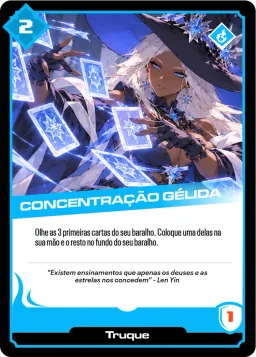 2
CONCENTRAÇÃO GÉLIDA
Olhe as 3 primeiras cartas do seu baralho. Coloque uma delas na
sua mão e o resto no fundo do seu baralho.
"Existem ensinamentos que apenas os deuses e as
estrelas nos concedem" - Len Yin
1
Truque